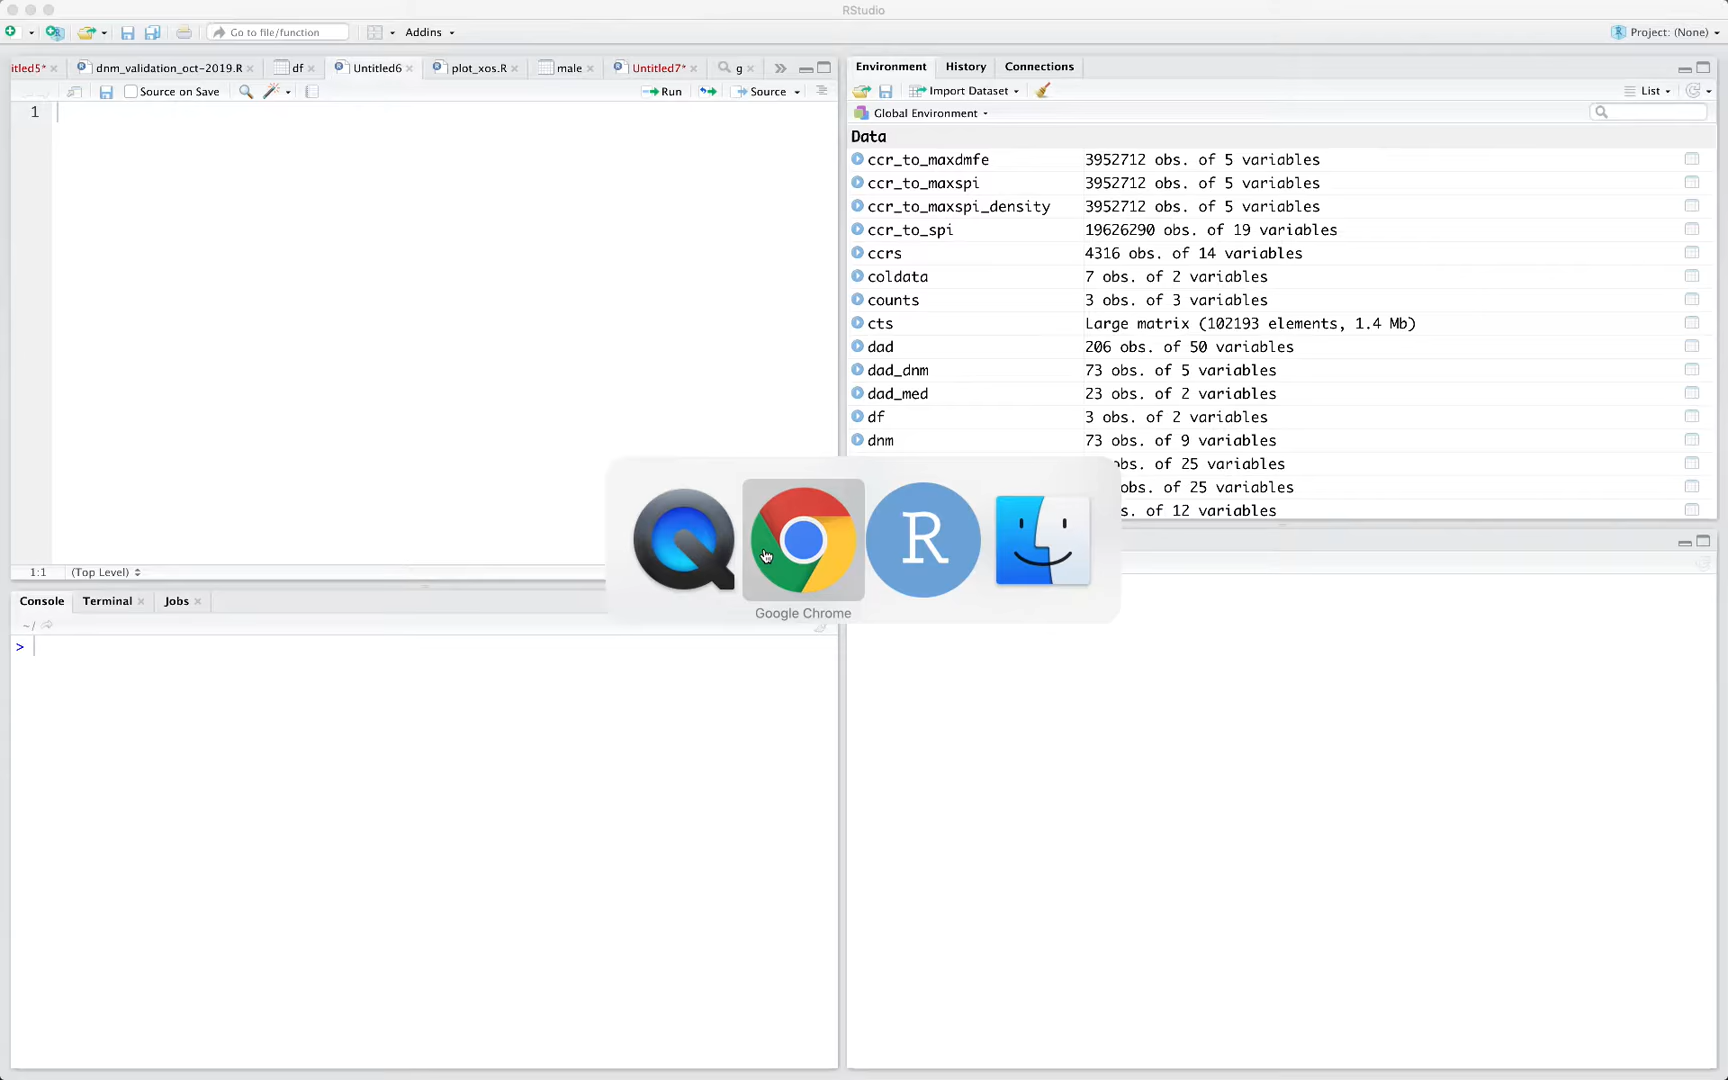 RStudio
Go to file/function
Addins
Project: (None)
itled5*
dnm_validation_oct-2019.R
df
Untitled6
plot_xos.R
male
Untitled7*
g
Source on Save
Run
Source
1
1:1
(Top Level)
Console
Terminal
Jobs
~/
>
Environment
History
Connections
Import Dataset
List
Global Environment
Data
ccr_to_maxdmfe 3952712 obs. of 5 variables
ccr_to_maxspi 3952712 obs. of 5 variables
ccr_to_maxspi_density 3952712 obs. of 5 variables
ccr_to_spi 19626290 obs. of 19 variables
ccrs 4316 obs. of 14 variables
coldata 7 obs. of 2 variables
counts 3 obs. of 3 variables
cts Large matrix (102193 elements, 1.4 Mb)
dad 206 obs. of 50 variables
dad_dnm 73 obs. of 5 variables
dad_med 23 obs. of 2 variables
df 3 obs. of 2 variables
dnm 73 obs. of 9 variables
obs. of 25 variables
obs. of 25 variables
s. of 12 variables
R
Google Chrome